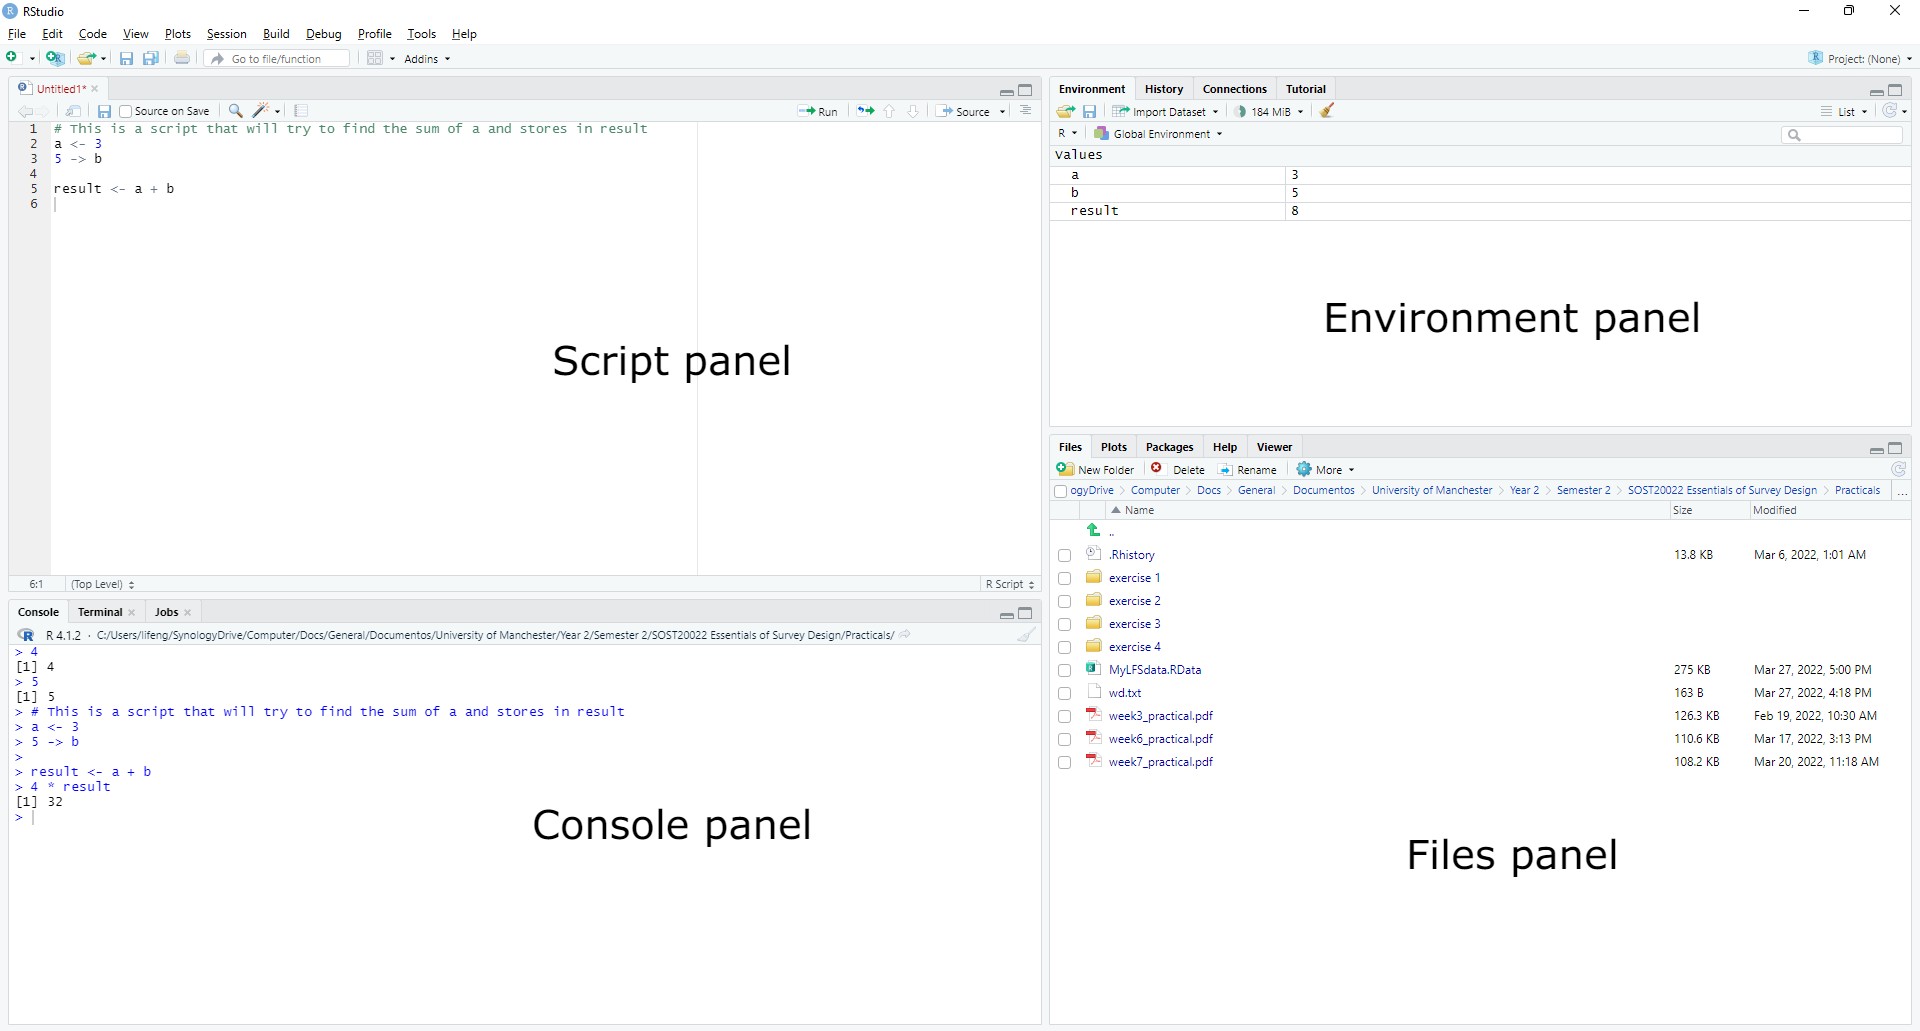 RStudio
File Edit Code View Plots Session Build Debug Profile Tools Help
Go to file/function Addins Project: (None)
Untitled1*
Source on Save Run Source
1 # This is a script that will try to find the sum of a and stores in result
2 a <- 3
3 5 -> b
4
5 result <- a + b
6
Script panel
6:1 (Top Level) R Script
Console Terminal Jobs
R 4.1.2 · C:/Users/lifeng/SynologyDrive/Computer/Docs/General/Documentos/University of Manchester/Year 2/Semester 2/SOST20022 Essentials of Survey Design/Practicals/
> 4
[1] 4
> 5
[1] 5
> # This is a script that will try to find the sum of a and stores in result
> a <- 3
> 5 -> b
>
> result <- a + b
> 4 * result
[1] 32
>
Console panel
Environment History Connections Tutorial
Import Dataset 184 MiB List
R Global Environment
Values
a 3
b 5
result 8
Environment panel
Files Plots Packages Help Viewer
New Folder Delete Rename More
ogyDrive > Computer > Docs > General > Documentos > University of Manchester > Year 2 > Semester 2 > SOST20022 Essentials of Survey Design > Practicals ...
Name Size Modified
..
.Rhistory 13.8 KB Mar 6, 2022, 1:01 AM
exercise 1
exercise 2
exercise 3
exercise 4
MyLFSdata.RData 275 KB Mar 27, 2022, 5:00 PM
wd.txt 163 B Mar 27, 2022, 4:18 PM
week3_practical.pdf 126.3 KB Feb 19, 2022, 10:30 AM
week6_practical.pdf 110.6 KB Mar 17, 2022, 3:13 PM
week7_practical.pdf 108.2 KB Mar 20, 2022, 11:18 AM
Files panel